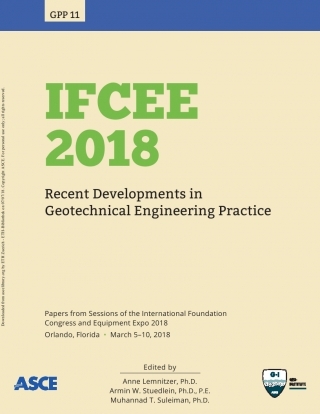 GPP 11
IFCEE
2018
Recent Developments in
Geotechnical Engineering Practice
Papers from Sessions of the International Foundation
Congress and Equipment Expo 2018
Orlando, Florida · March 5–10, 2018
Edited by
Anne Lemnitzer, Ph.D.
Armin W. Stuedlein, Ph.D., P.E.
Muhannad T. Suleiman, Ph.D.
ASCE
G-I